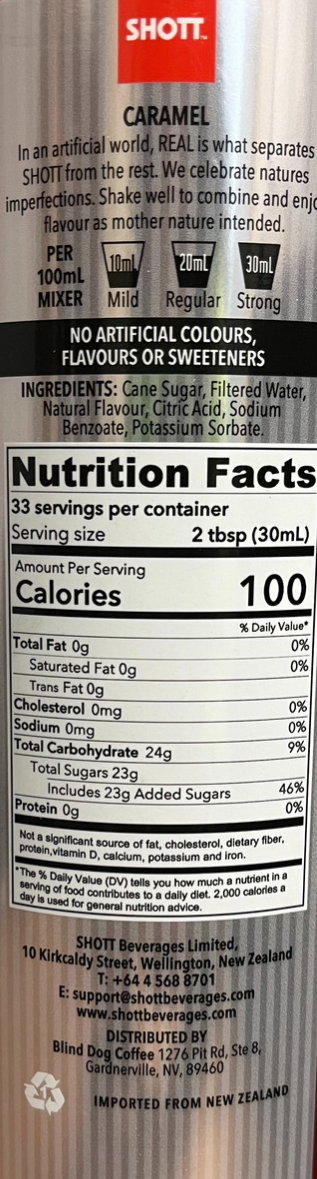 SHOTT™
CARAMEL
In an artificial world, REAL is what separates
SHOTT from the rest. We celebrate natures
imperfections. Shake well to combine and enjo
flavour as mother nature intended.
PER
100mL
MIXER
10mL 20mL 30mL
Mild Regular Strong
NO ARTIFICIAL COLOURS,
FLAVOURS OR SWEETENERS
INGREDIENTS: Cane Sugar, Filtered Water,
Natural Flavour, Citric Acid, Sodium
Benzoate, Potassium Sorbate.
Nutrition Facts
33 servings per container
Serving size 2 tbsp (30mL)
Amount Per Serving
Calories 100
% Daily Value*
Total Fat 0g 0%
Saturated Fat 0g 0%
Trans Fat 0g
Cholesterol 0mg 0%
Sodium 0mg 0%
Total Carbohydrate 24g 9%
Total Sugars 23g
Includes 23g Added Sugars 46%
Protein 0g 0%
Not a significant source of fat, cholesterol, dietary fiber,
protein,vitamin D, calcium, potassium and iron.
*The % Daily Value (DV) tells you how much a nutrient in a
serving of food contributes to a daily diet. 2,000 calories a
day is used for general nutrition advice.
SHOTT Beverages Limited,
10 Kirkcaldy Street, Wellington, New Zealand
T: +64 4 568 8701
E: support@shottbeverages.com
www.shottbeverages.com
DISTRIBUTED BY
Blind Dog Coffee 1276 Pit Rd, Ste 8,
Gardnerville, NV, 89460
IMPORTED FROM NEW ZEALAND